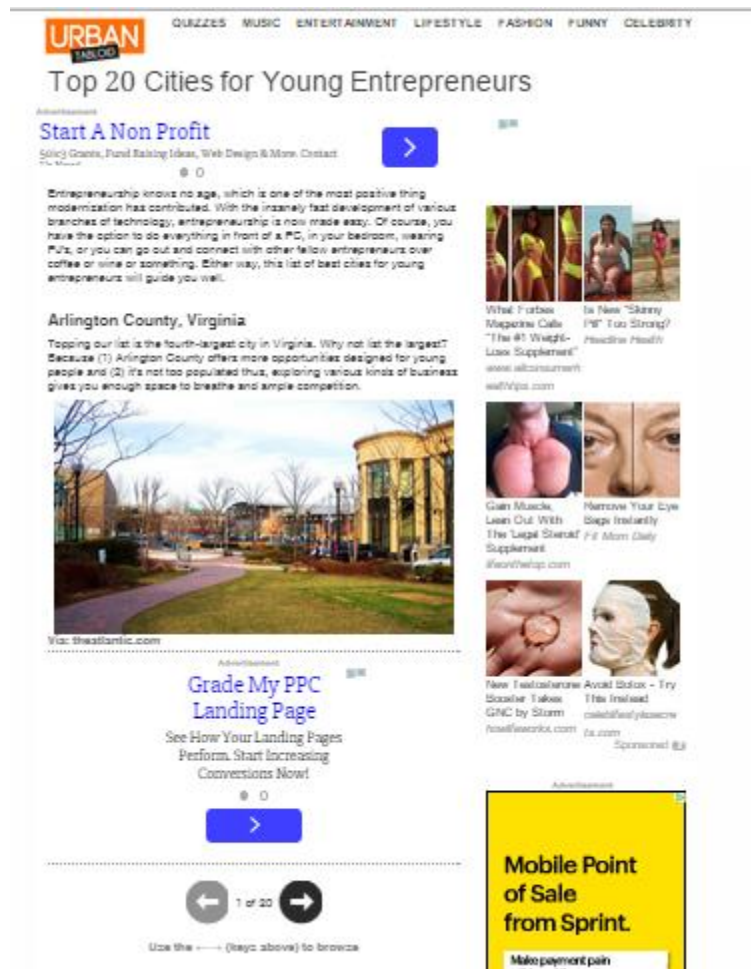 URBAN
TABLOID
QUIZZES MUSIC ENTERTAINMENT LIFESTYLE FASHION FUNNY CELEBRITY
Top 20 Cities for Young Entrepreneurs
Advertisement
Start A Non Profit
501c3 Grants, Fund Raising Ideas, Web Design & More. Contact
0
Entrepreneurship knows no age, which is one of the most positive thing
modernization has contributed. With the insanely fast development of various
branches of technology, entrepreneurship is now made easy. Of course, you
have the option to do everything in front of a PC, in your bedroom, wearing
PJ's, or you can go out and connect with other fellow entrepreneurs over
coffee or wine or something. Either way, this list of best cities for young
entrepreneurs will guide you well.
Arlington County, Virginia
Topping our list is the fourth-largest city in Virginia. Why not list the largest?
Because (1) Arlington County offers more opportunities designed for young
people and (2) it's not too populated thus, exploring various kinds of business
gives you enough space to breathe and ample competition.
Via: theatlantic.com
Advertisement
Grade My PPC
Landing Page
See How Your Landing Pages
Perform. Start Increasing
Conversions Now!
0
1 of 20
Use the ←→ (keys above) to browse
What Forbes
Magazine Calls
"The #1 Weight-
Loss Supplement"
Is New "Skinny
Pill" Too Strong?
Headline Health
Gain Muscle,
Lean Out With
The 'Legal Steroid'
Supplement
Remove Your Eye
Bags Instantly
Fit Mom Daily
New Testosterone
Booster Takes
GNC by Storm
howlifeworks.com
Avoid Botox - Try
This Instead
Sponsored
Advertisement
Mobile Point
of Sale
from Sprint.
Make payment pain